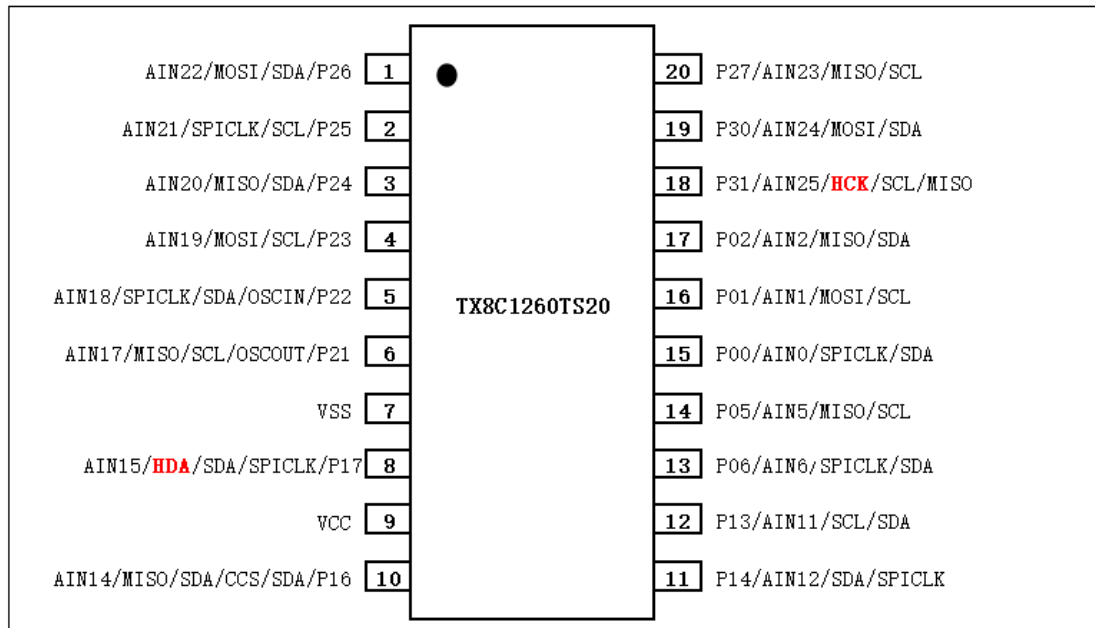 AIN22/MOSI/SDA/P26 1 20 P27/AIN23/MISO/SCL
AIN21/SPICLK/SCL/P25 2 19 P30/AIN24/MOSI/SDA
AIN20/MISO/SDA/P24 3 18 P31/AIN25/HCK/SCL/MISO
AIN19/MOSI/SCL/P23 4 17 P02/AIN2/MISO/SDA
AIN18/SPICLK/SDA/OSCIN/P22 5 TX8C1260TS20 16 P01/AIN1/MOSI/SCL
AIN17/MISO/SCL/OSCOUT/P21 6 15 P00/AIN0/SPICLK/SDA
VSS 7 14 P05/AIN5/MISO/SCL
AIN15/HDA/SDA/SPICLK/P17 8 13 P06/AIN6/SPICLK/SDA
VCC 9 12 P13/AIN11/SCL/SDA
AIN14/MISO/SDA/CCS/SDA/P16 10 11 P14/AIN12/SDA/SPICLK